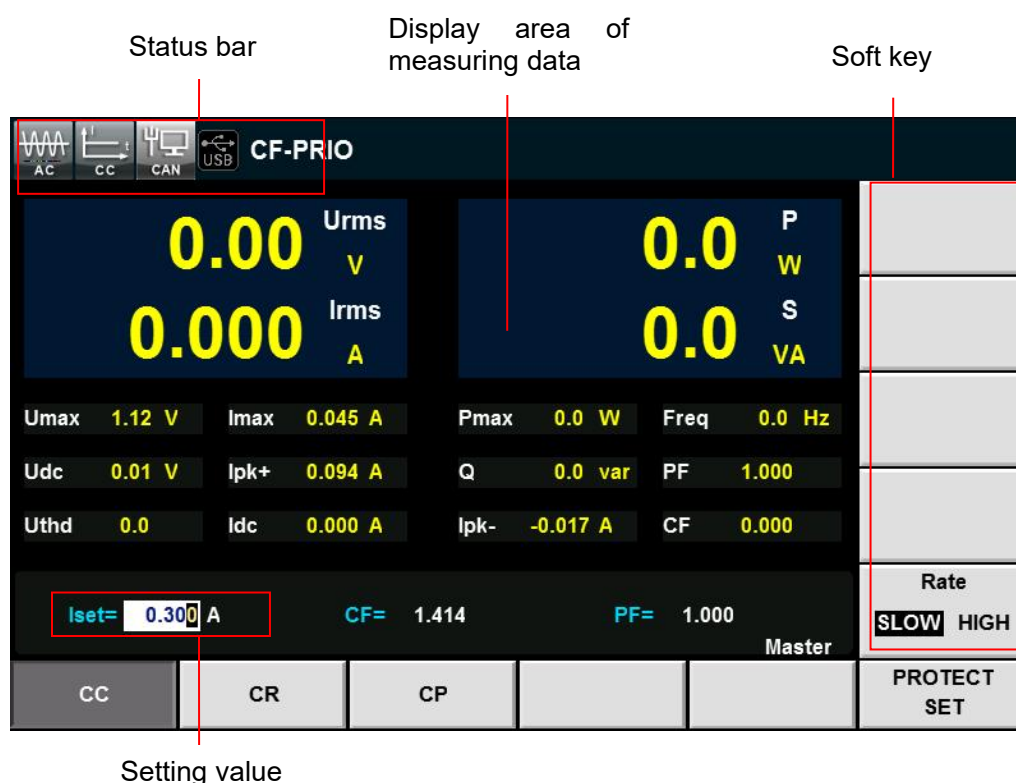 Status bar
Display area of
measuring data
Soft key
AC CC t CAN USB CF-PRIO
0.00 Urms V
0.0 P W
0.000 Irms A
0.0 S VA
Umax 1.12 V Imax 0.045 A Pmax 0.0 W Freq 0.0 Hz
Udc 0.01 V Ipk+ 0.094 A Q 0.0 var PF 1.000
Uthd 0.0 Idc 0.000 A Ipk- -0.017 A CF 0.000
Rate
SLOW HIGH
Iset= 0.300 A CF= 1.414 PF= 1.000
Master
CC CR CP PROTECT
SET
Setting value